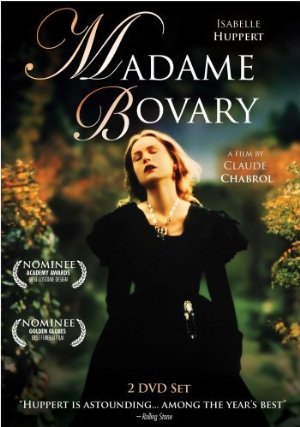 ISABELLE
HUPPERT
MADAME
BOVARY
A FILM BY
CLAUDE
CHABROL
NOMINEE
ACADEMY AWARDS
BEST COSTUME DESIGN
NOMINEE
GOLDEN GLOBES
BEST FOREIGN FILM
2 DVD SET
"HUPPERT IS ASTOUNDING... AMONG THE YEAR'S BEST"
—Rolling Stone